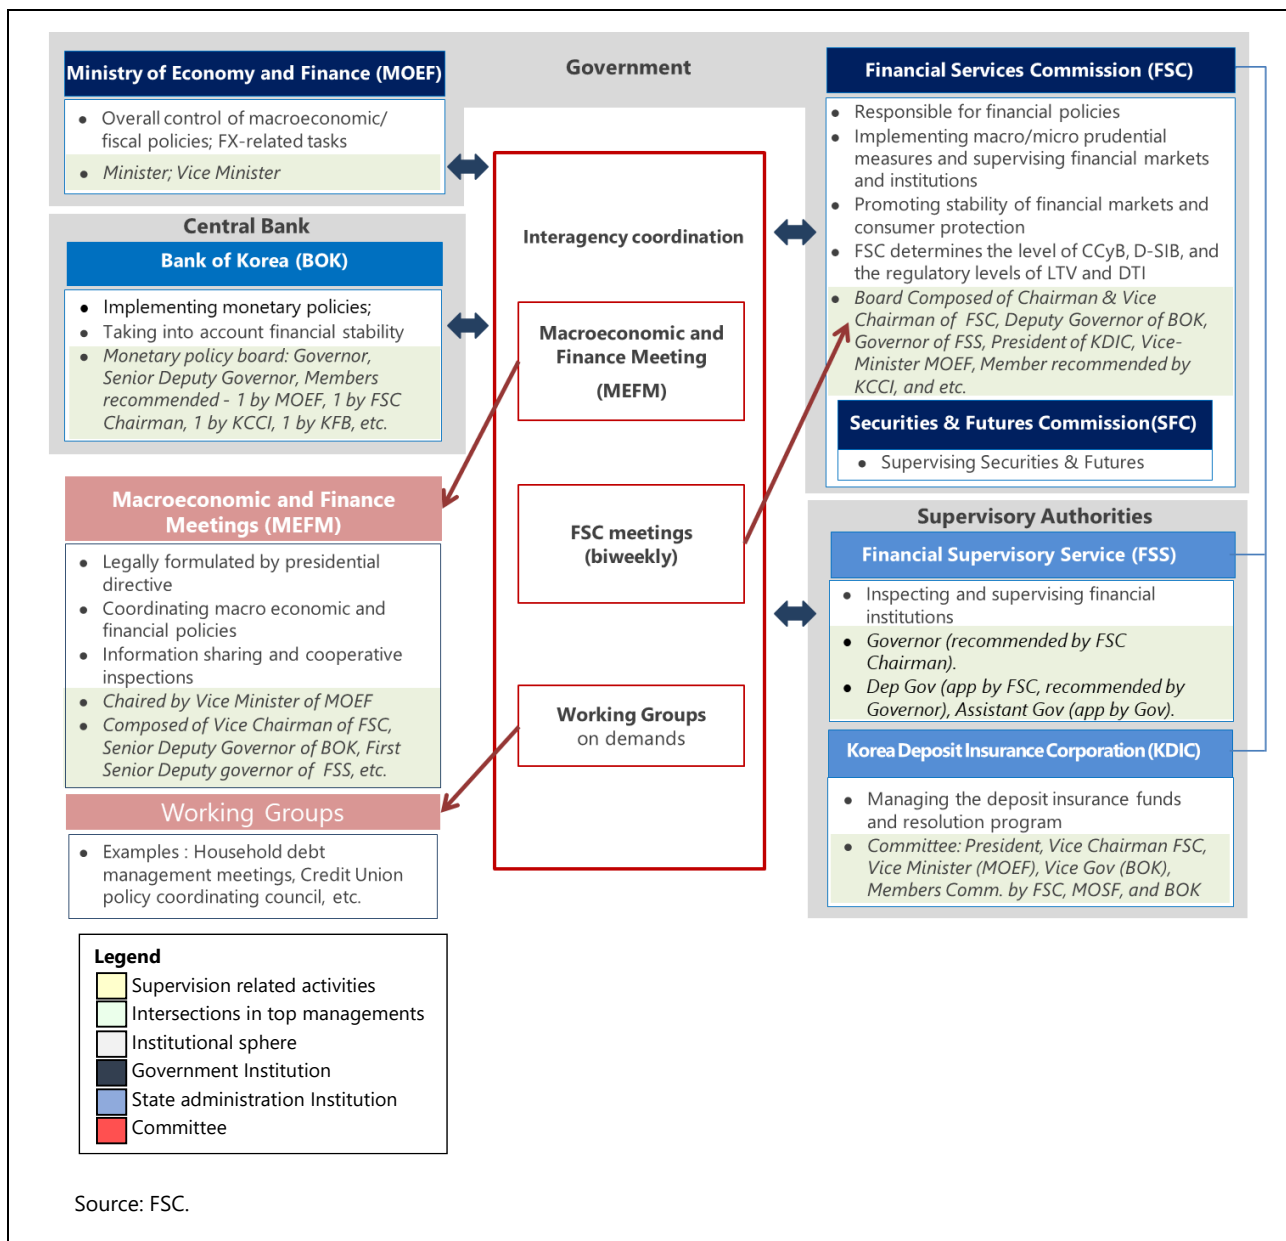 Government
Ministry of Economy and Finance (MOEF)
● Overall control of macroeconomic/
fiscal policies; FX-related tasks
● Minister; Vice Minister
Central Bank
Bank of Korea (BOK)
● Implementing monetary policies;
● Taking into account financial stability
● Monetary policy board: Governor,
Senior Deputy Governor, Members
recommended - 1 by MOEF, 1 by FSC
Chairman, 1 by KCCI, 1 by KFB, etc.
Macroeconomic and Finance
Meetings (MEFM)
● Legally formulated by presidential
directive
● Coordinating macro economic and
financial policies
● Information sharing and cooperative
inspections
● Chaired by Vice Minister of MOEF
● Composed of Vice Chairman of FSC,
Senior Deputy Governor of BOK, First
Senior Deputy governor of FSS, etc.
Working Groups
● Examples : Household debt
management meetings, Credit Union
policy coordinating council, etc.
Interagency coordination
Macroeconomic and
Finance Meeting
(MEFM)
FSC meetings
(biweekly)
Working Groups
on demands
Financial Services Commission (FSC)
● Responsible for financial policies
● Implementing macro/micro prudential
measures and supervising financial markets
and institutions
● Promoting stability of financial markets and
consumer protection
● FSC determines the level of CCyB, D-SIB, and
the regulatory levels of LTV and DTI
● Board Composed of Chairman & Vice
Chairman of FSC, Deputy Governor of BOK,
Governor of FSS, President of KDIC, Vice-
Minister MOEF, Member recommended by
KCCI, and etc.
Securities & Futures Commission(SFC)
● Supervising Securities & Futures
Supervisory Authorities
Financial Supervisory Service (FSS)
● Inspecting and supervising financial
institutions
● Governor (recommended by FSC
Chairman).
● Dep Gov (app by FSC, recommended by
Governor), Assistant Gov (app by Gov).
Korea Deposit Insurance Corporation (KDIC)
● Managing the deposit insurance funds
and resolution program
● Committee: President, Vice Chairman FSC,
Vice Minister (MOEF), Vice Gov (BOK),
Members Comm. by FSC, MOSF, and BOK
Legend
Supervision related activities
Intersections in top managements
Institutional sphere
Government Institution
State administration Institution
Committee
Source: FSC.